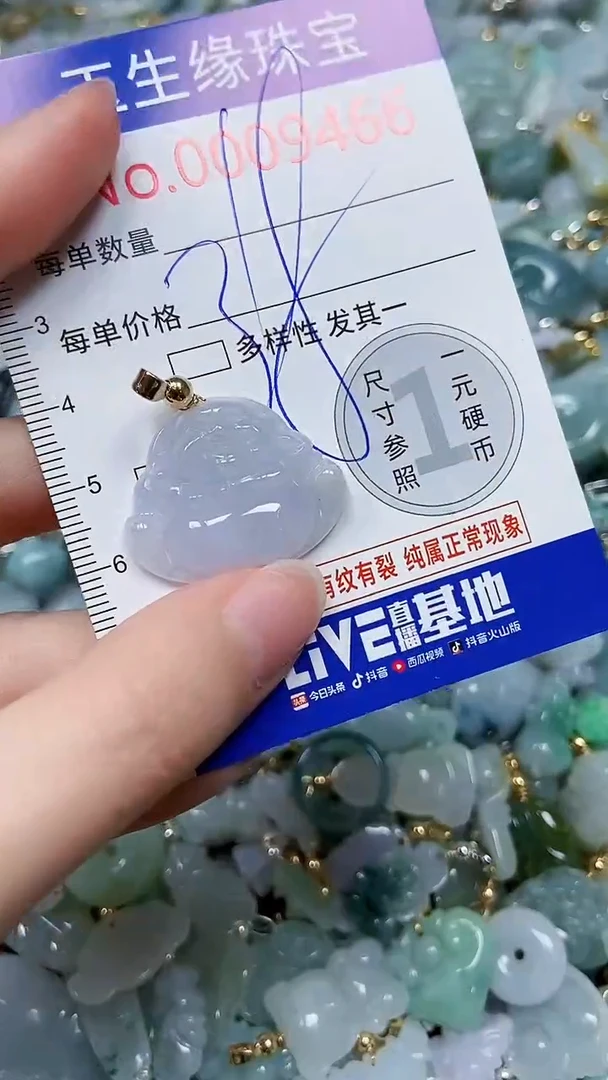 玉生缘珠宝
No.0009466
每单数量
3
每单价格
多样性 发其一
4
尺寸参照
1
一元硬币
5
6
有纹有裂 纯属正常现象
LIVE直播基地
头条 今日头条 抖音 西瓜视频 抖音火山版